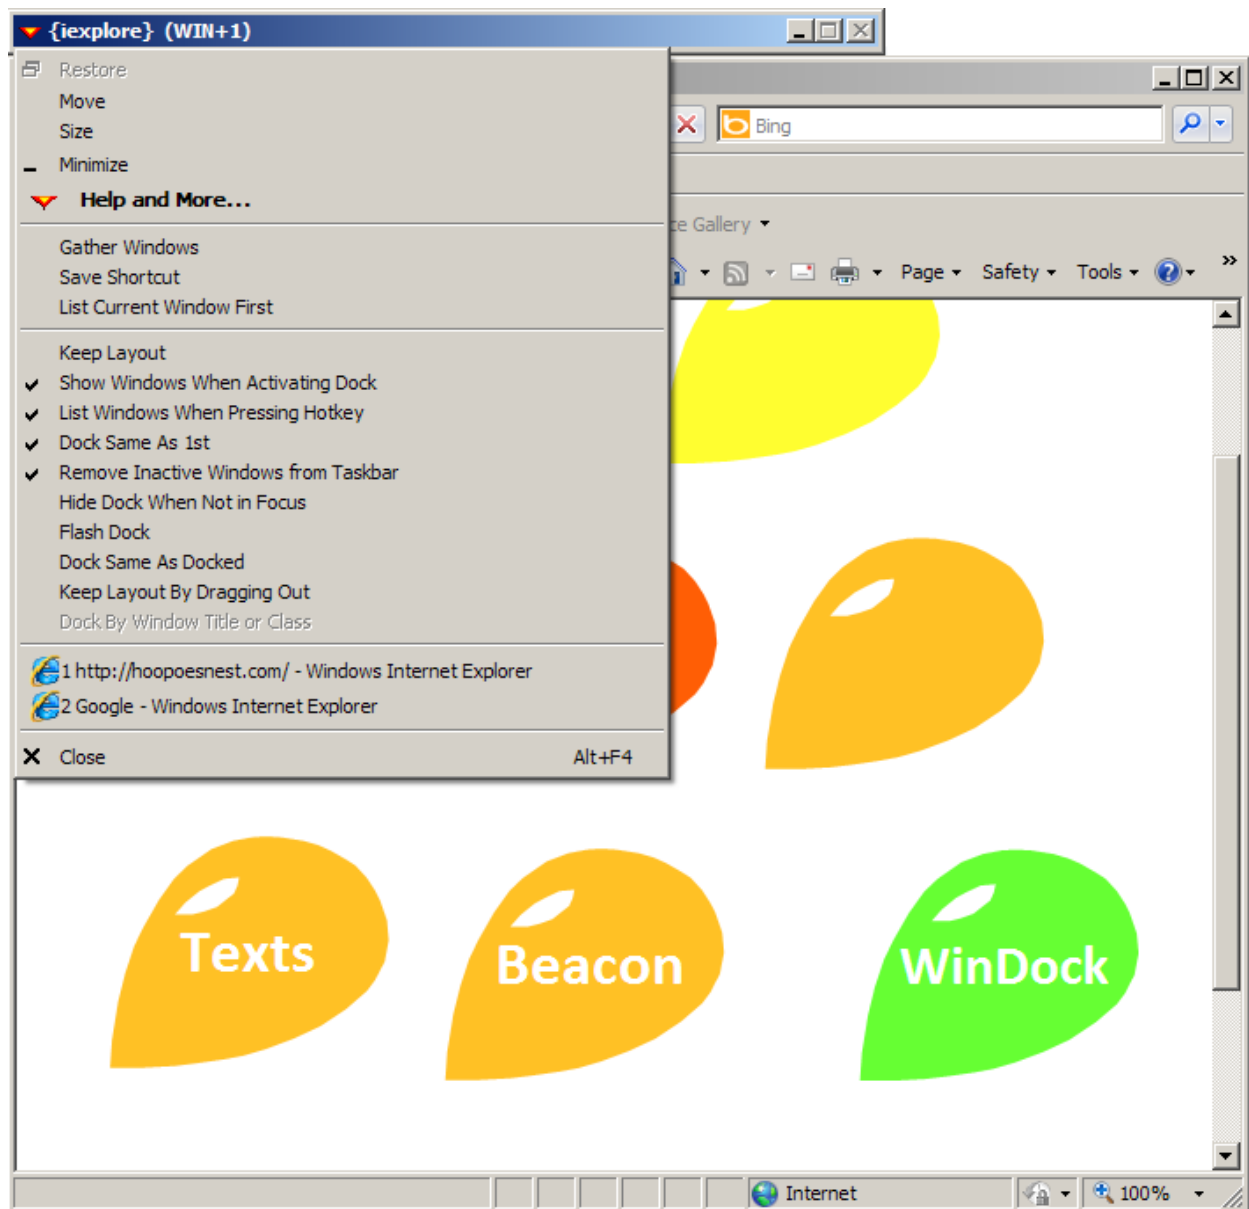 {iexplore} (WIN+1)
Restore
Move
Size
Minimize
Help and More...
Gather Windows
Save Shortcut
List Current Window First
Keep Layout
Show Windows When Activating Dock
List Windows When Pressing Hotkey
Dock Same As 1st
Remove Inactive Windows from Taskbar
Hide Dock When Not in Focus
Flash Dock
Dock Same As Docked
Keep Layout By Dragging Out
Dock By Window Title or Class
1 http://hoopoesnest.com/ - Windows Internet Explorer
2 Google - Windows Internet Explorer
Close Alt+F4
Bing
Gallery
Page Safety Tools
Texts Beacon WinDock
Internet 100%